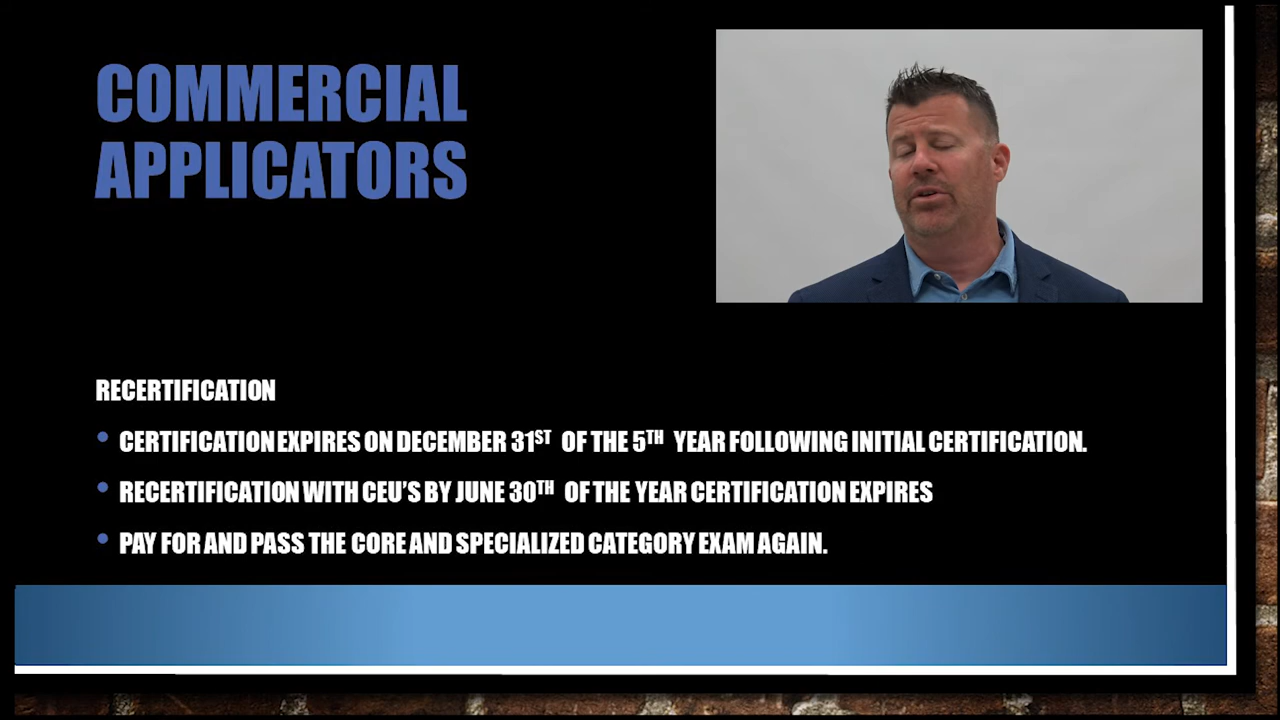 COMMERCIAL
APPLICATORS
RECERTIFICATION
• CERTIFICATION EXPIRES ON DECEMBER 31ST OF THE 5TH YEAR FOLLOWING INITIAL CERTIFICATION.
• RECERTIFICATION WITH CEU'S BY JUNE 30TH OF THE YEAR CERTIFICATION EXPIRES
• PAY FOR AND PASS THE CORE AND SPECIALIZED CATEGORY EXAM AGAIN.